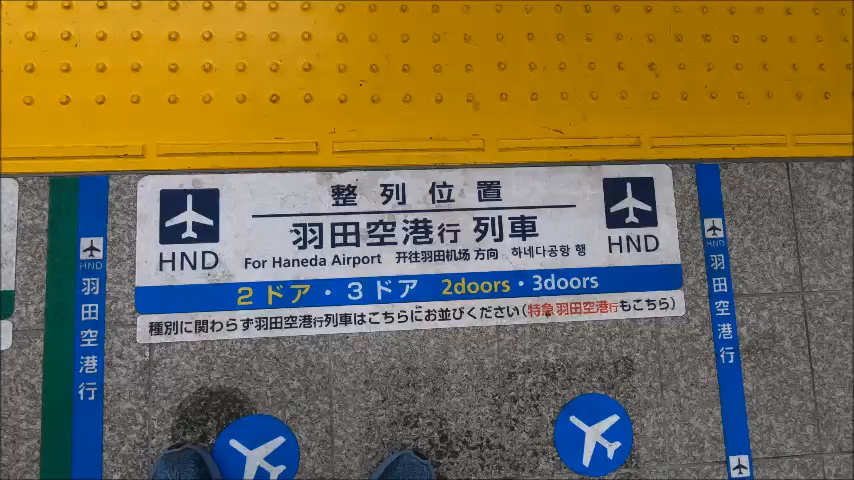 整列位置
羽田空港行 列車
HND
HND
For Haneda Airport 开往羽田机场 方向 하네다공항 행
2ドア・3ドア 2doors・3doors
種別に関わらず羽田空港行列車はこちらにお並びください(特急 羽田空港行もこちら)
HND
羽田空港行
HND
羽田空港行